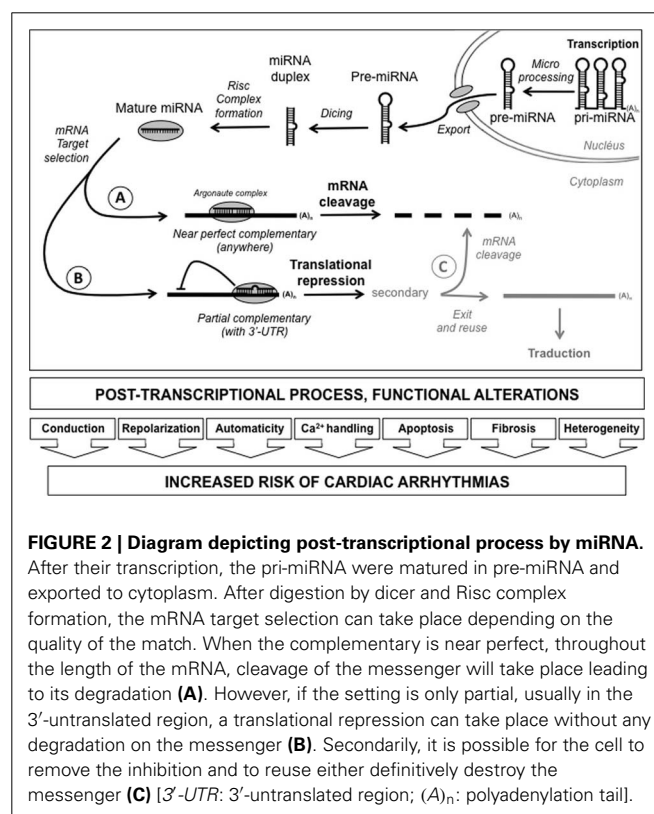 Transcription
Micro
processing
(A)n
pre-miRNA
pri-miRNA
Export
Nucléus
Cytoplasm
Pre-miRNA
Dicing
miRNA
duplex
Risc
Complex
formation
Mature miRNA
mRNA
Target
selection
A
Argonaute complex
(A)n
Near perfect complementary
(anywhere)
mRNA
cleavage
(A)n
B
(A)n
Partial complementary
(with 3'-UTR)
Translational
repression
secondary
C
mRNA
cleavage
Exit
and reuse
(A)n
Traduction
POST-TRANSCRIPTIONAL PROCESS, FUNCTIONAL ALTERATIONS
Conduction Repolarization Automaticity Ca2+ handling Apoptosis Fibrosis Heterogeneity
INCREASED RISK OF CARDIAC ARRHYTHMIAS
FIGURE 2 | Diagram depicting post-transcriptional process by miRNA.
After their transcription, the pri-miRNA were matured in pre-miRNA and
exported to cytoplasm. After digestion by dicer and Risc complex
formation, the mRNA target selection can take place depending on the
quality of the match. When the complementary is near perfect, throughout
the length of the mRNA, cleavage of the messenger will take place leading
to its degradation (A). However, if the setting is only partial, usually in the
3′-untranslated region, a translational repression can take place without any
degradation on the messenger (B). Secondarily, it is possible for the cell to
remove the inhibition and to reuse either definitively destroy the
messenger (C) [3′-UTR: 3′-untranslated region; (A)n: polyadenylation tail].